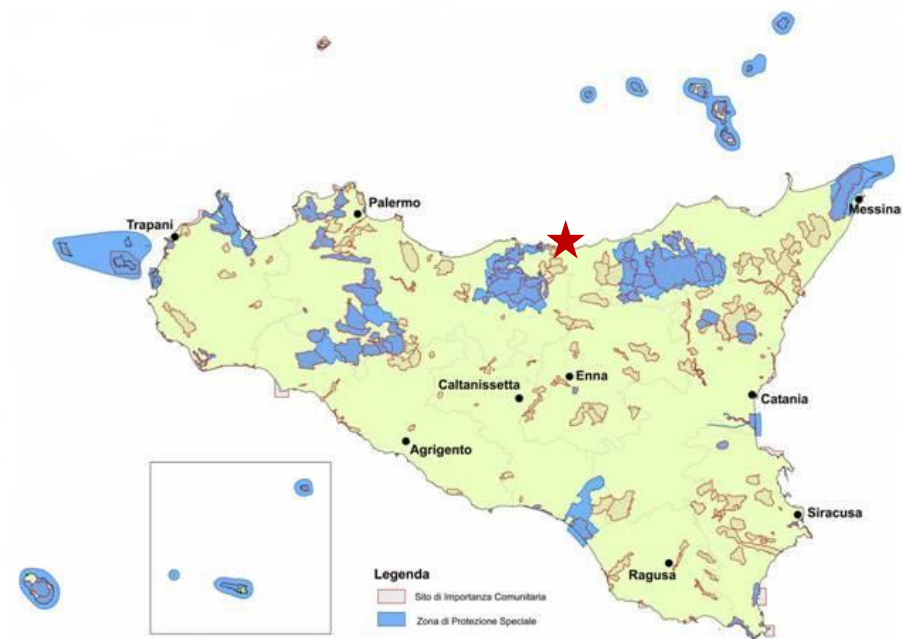 Palermo
Messina
Trapani
Enna
Caltanissetta
Catania
Agrigento
Siracusa
Ragusa
Legenda
Sito di Importanza Comunitaria
Zona di Protezione Speciale